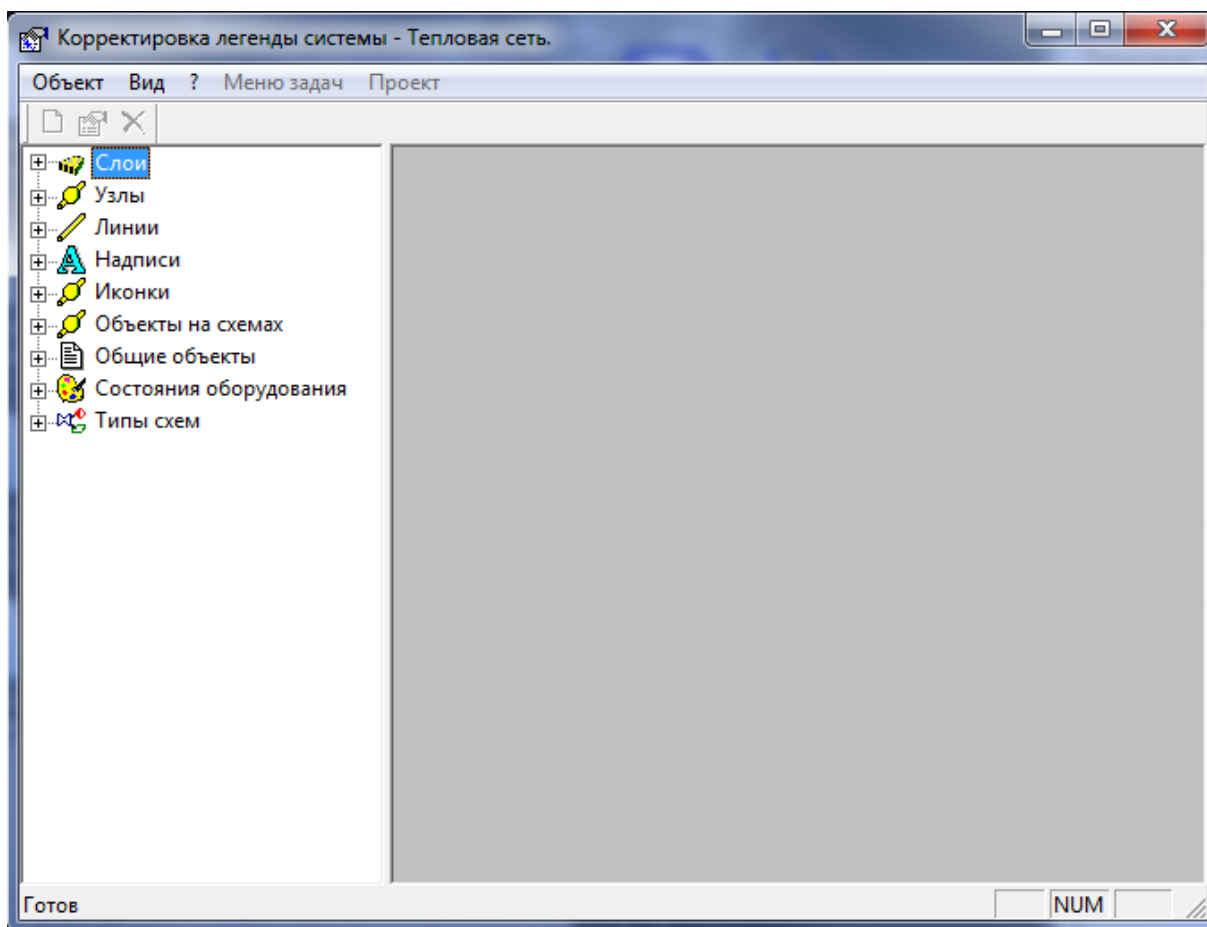 Корректировка легенды системы - Тепловая сеть.
Объект Вид ? Меню задач Проект
Слои
Узлы
Линии
Надписи
Иконки
Объекты на схемах
Общие объекты
Состояния оборудования
Типы схем
Готов NUM